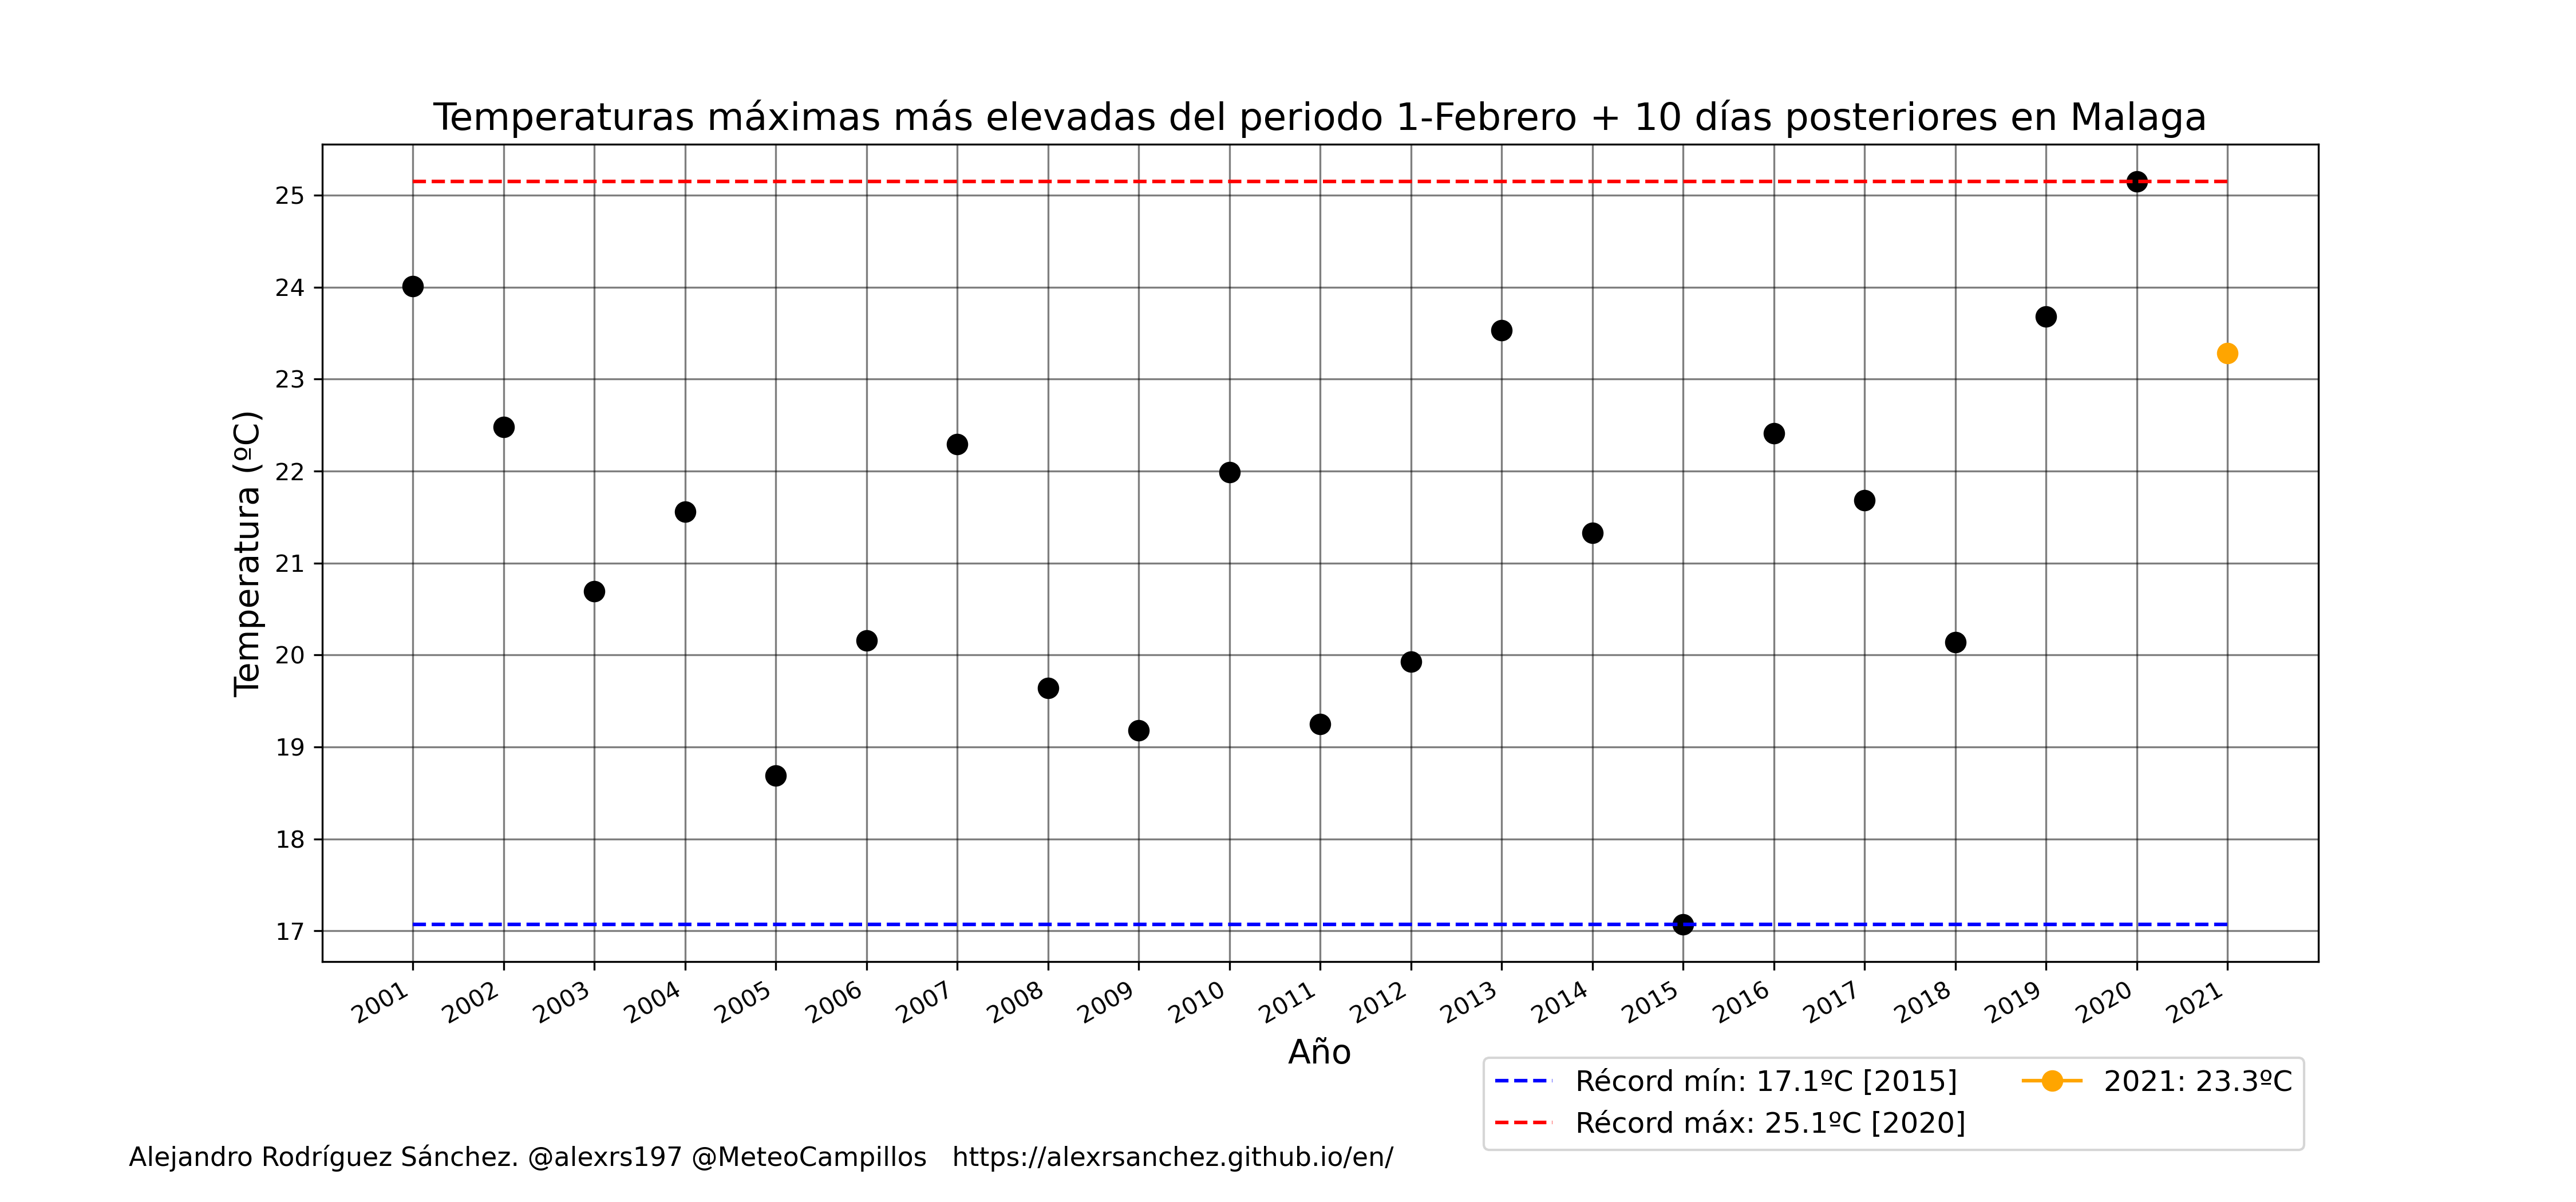 Temperaturas máximas más elevadas del periodo 1-Febrero + 10 días posteriores en Malaga
Temperatura (ºC)
25
24
23
22
21
20
19
18
17
2001 2002 2003 2004 2005 2006 2007 2008 2009 2010 2011 2012 2013 2014 2015 2016 2017 2018 2019 2020 2021
Año
Récord mín: 17.1ºC [2015]
Récord máx: 25.1ºC [2020]
2021: 23.3ºC
Alejandro Rodríguez Sánchez. @alexrs197 @MeteoCampillos https://alexrsanchez.github.io/en/